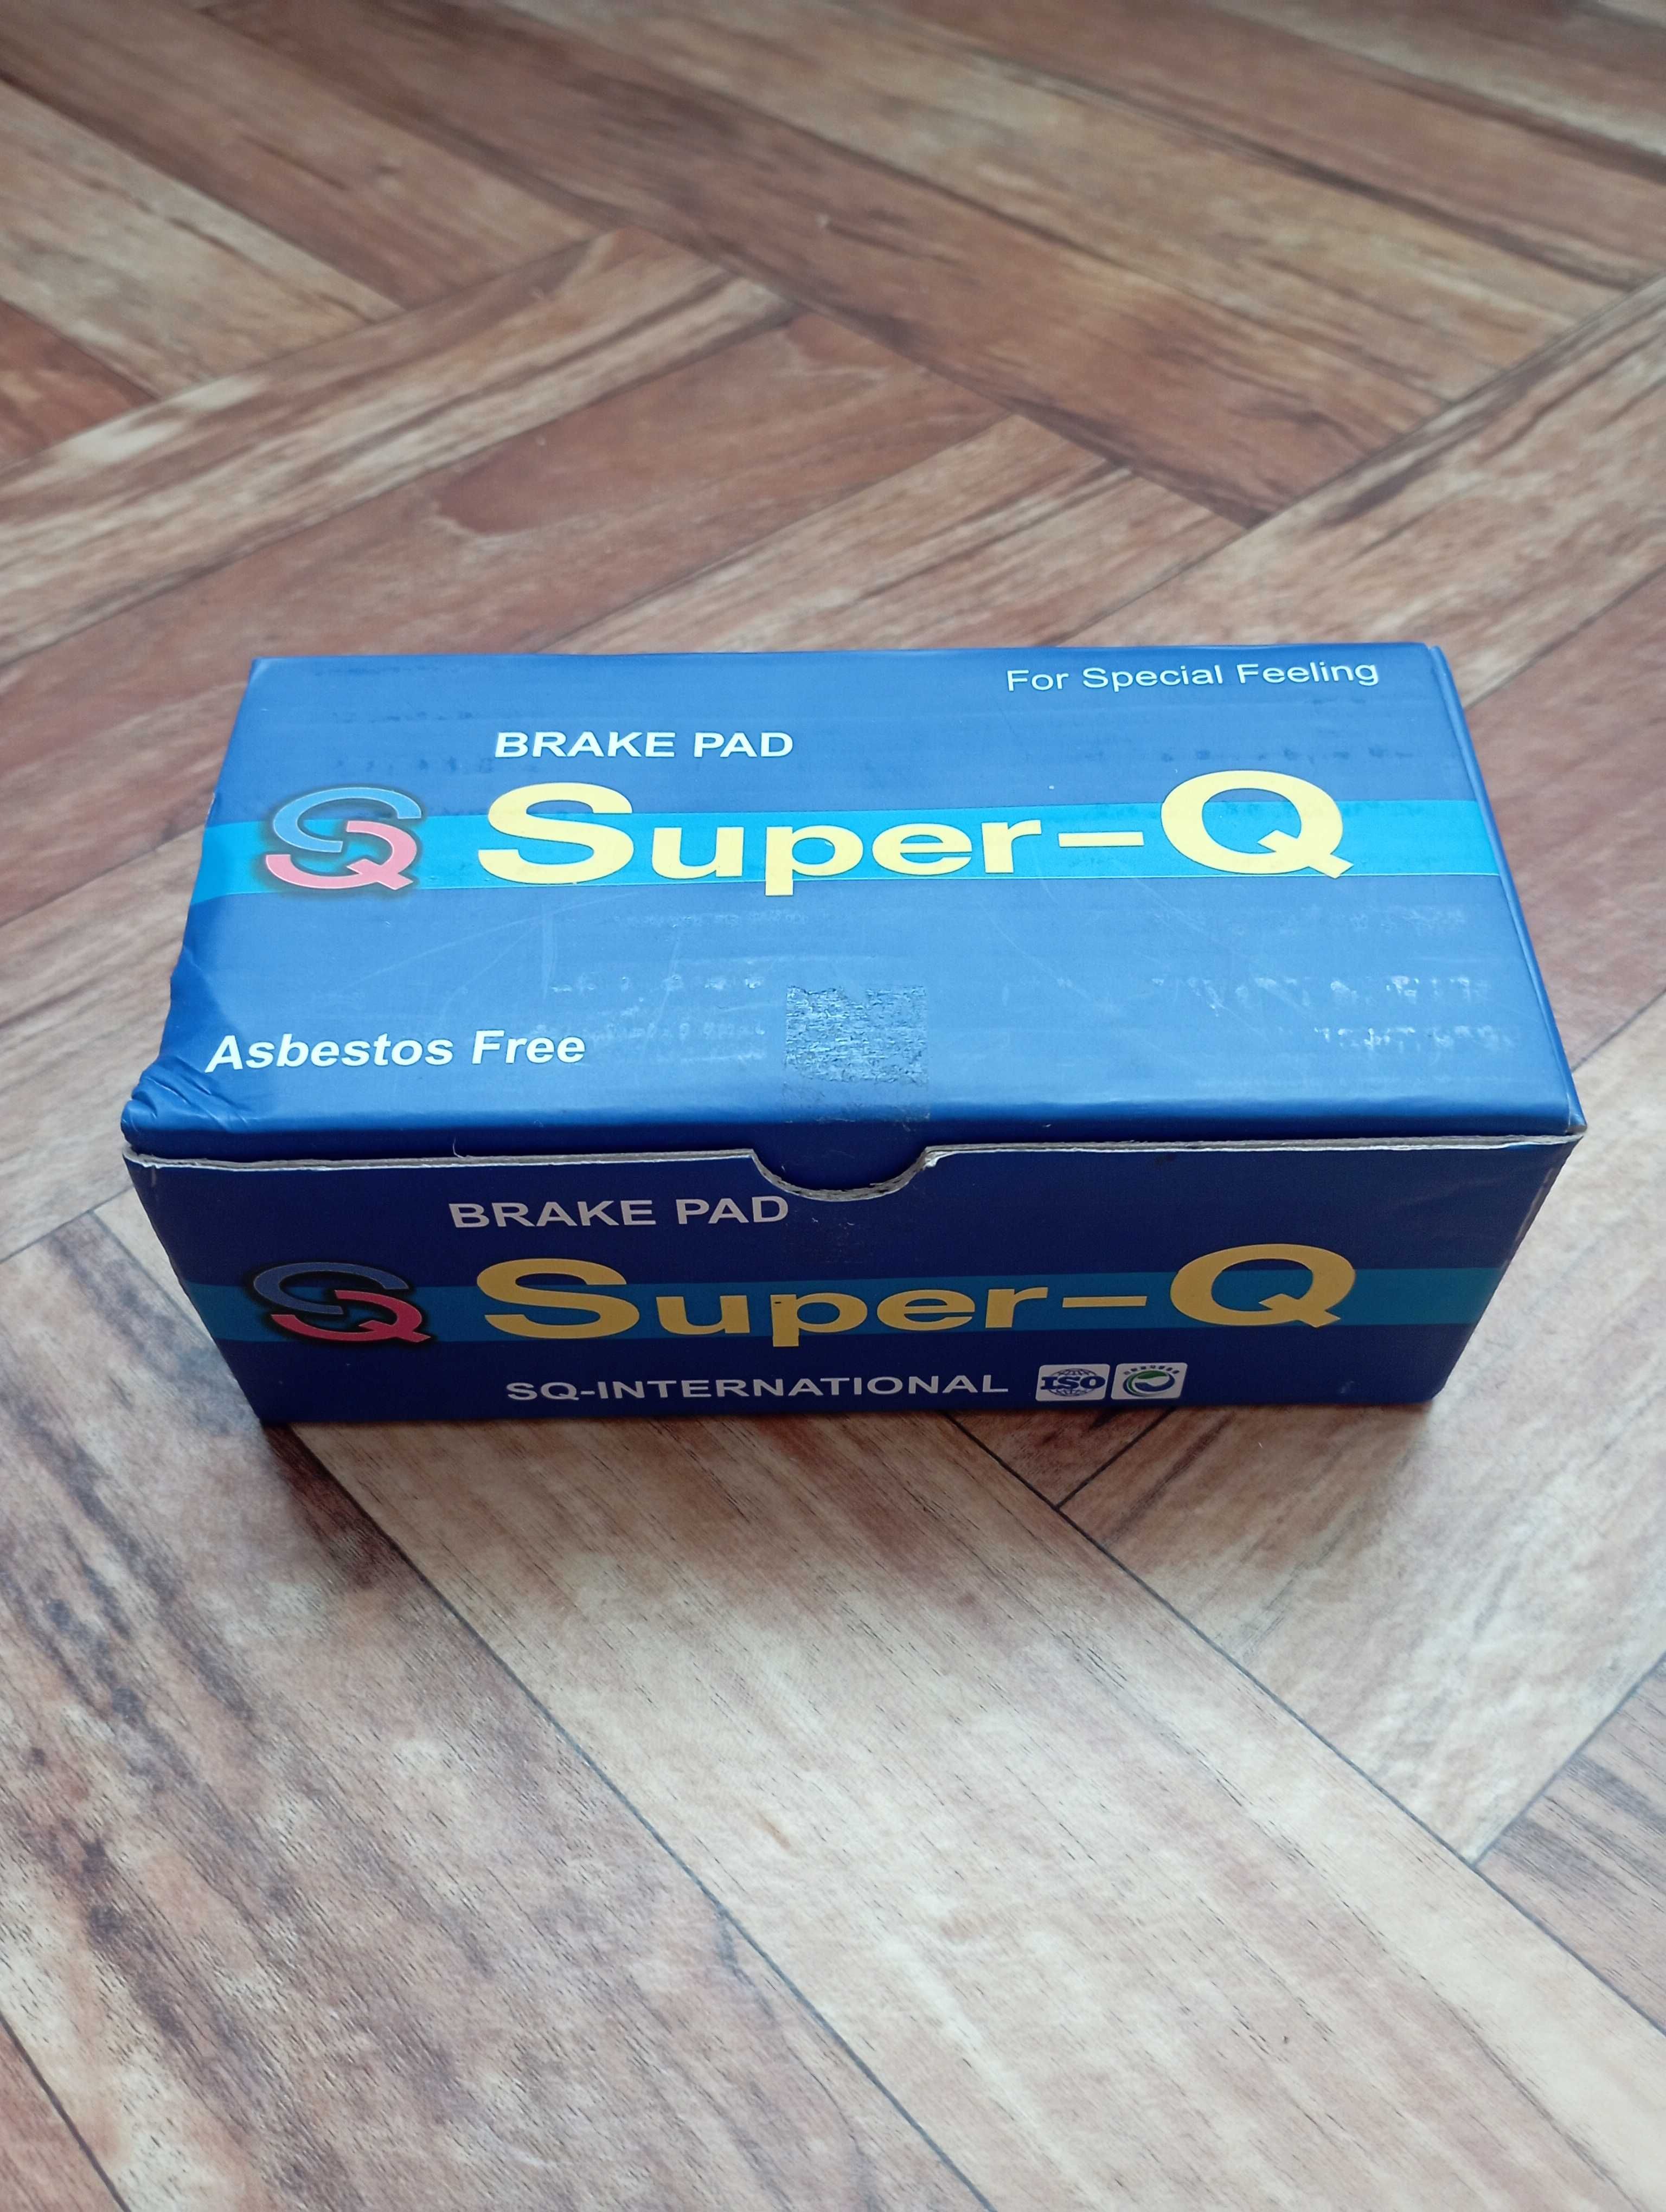 For Special Feeling
BRAKE PAD
SQ Super-Q
Asbestos Free
BRAKE PAD
SQ Super-Q
SQ-INTERNATIONAL ISO